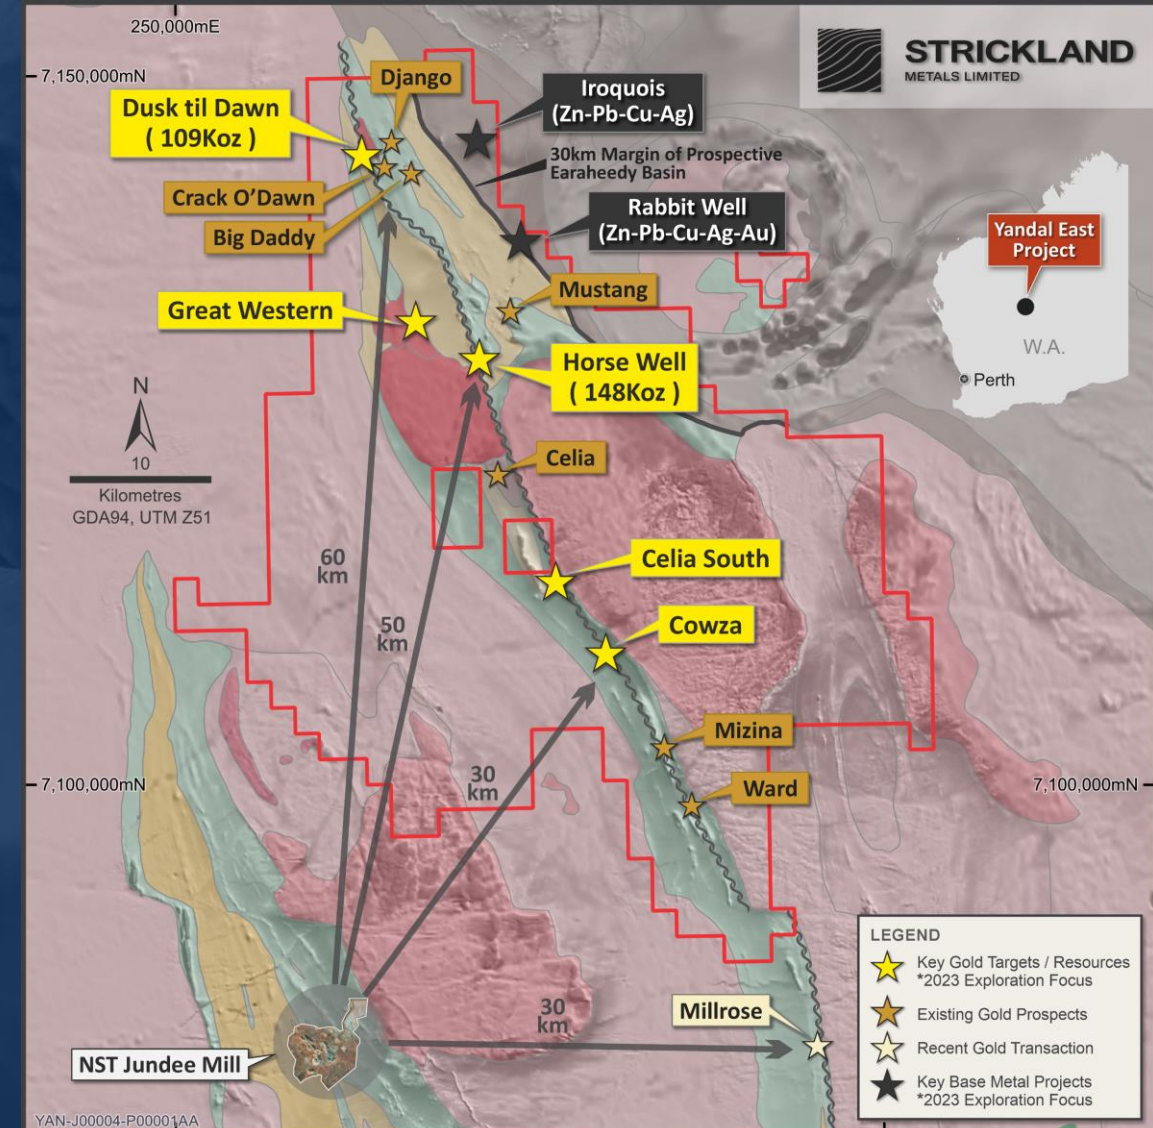 250,000mE
STRICKLAND
METALS LIMITED
7,150,000mN
Django
Iroquois
(Zn-Pb-Cu-Ag)
Dusk til Dawn
( 109Koz )
30km Margin of Prospective
Earaheedy Basin
Crack O'Dawn
Rabbit Well
(Zn-Pb-Cu-Ag-Au)
Big Daddy
Yandal East
Project
Mustang
Great Western
W.A.
Perth
Horse Well
( 148Koz )
N
10
Kilometres
GDA94, UTM Z51
Celia
60
km
Celia South
50
km
Cowza
Mizina
30
km
Ward
7,100,000mN
7,100,000mN
LEGEND
Key Gold Targets / Resources
*2023 Exploration Focus
Existing Gold Prospects
Recent Gold Transaction
Key Base Metal Projects
*2023 Exploration Focus
Millrose
30
km
NST Jundee Mill
YAN-J00004-P00001AA